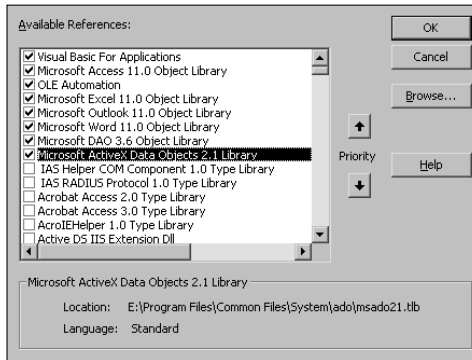 Available References:
OK
Visual Basic For Applications
Microsoft Access 11.0 Object Library
Cancel
OLE Automation
Microsoft Excel 11.0 Object Library
Microsoft Outlook 11.0 Object Library
Browse...
Microsoft Word 11.0 Object Library
Microsoft DAO 3.6 Object Library
Microsoft ActiveX Data Objects 2.1 Library
Priority
IAS Helper COM Component 1.0 Type Library
Help
IAS RADIUS Protocol 1.0 Type Library
Acrobat Access 2.0 Type Library
Acrobat Access 3.0 Type Library
AcroIEHelper 1.0 Type Library
Active DS IIS Extension Dll
Microsoft ActiveX Data Objects 2.1 Library
Location: E:\Program Files\Common Files\System\ado\msado21.tlb
Language: Standard